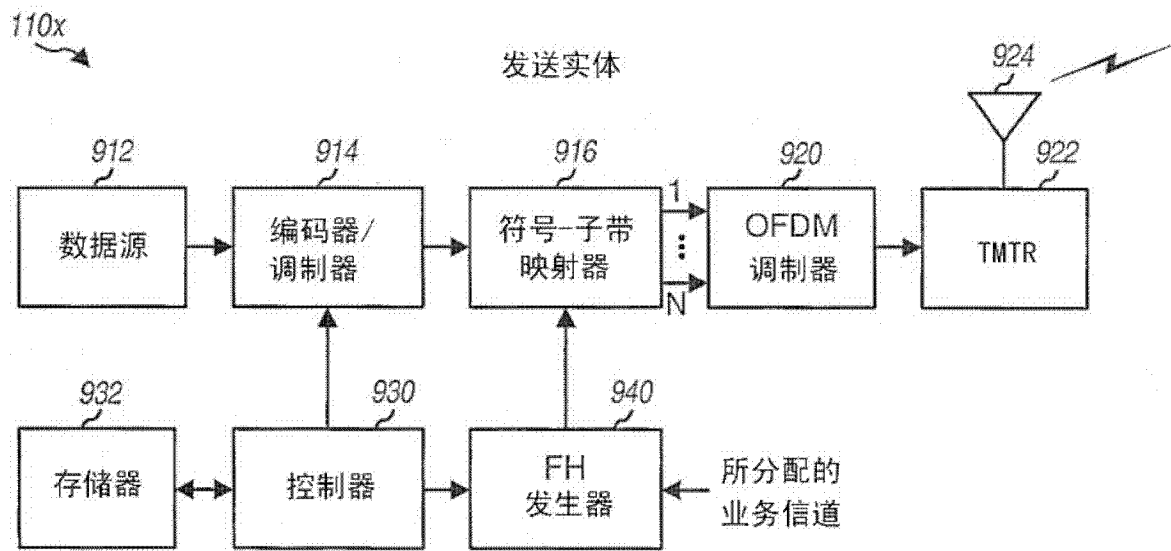 110x
发送实体
924
912
914
916
920
922
数据源
编码器/
调制器
符号-子带
映射器
1
N
OFDM
调制器
TMTR
932
930
940
存储器
控制器
FH
发生器
所分配的
业务信道